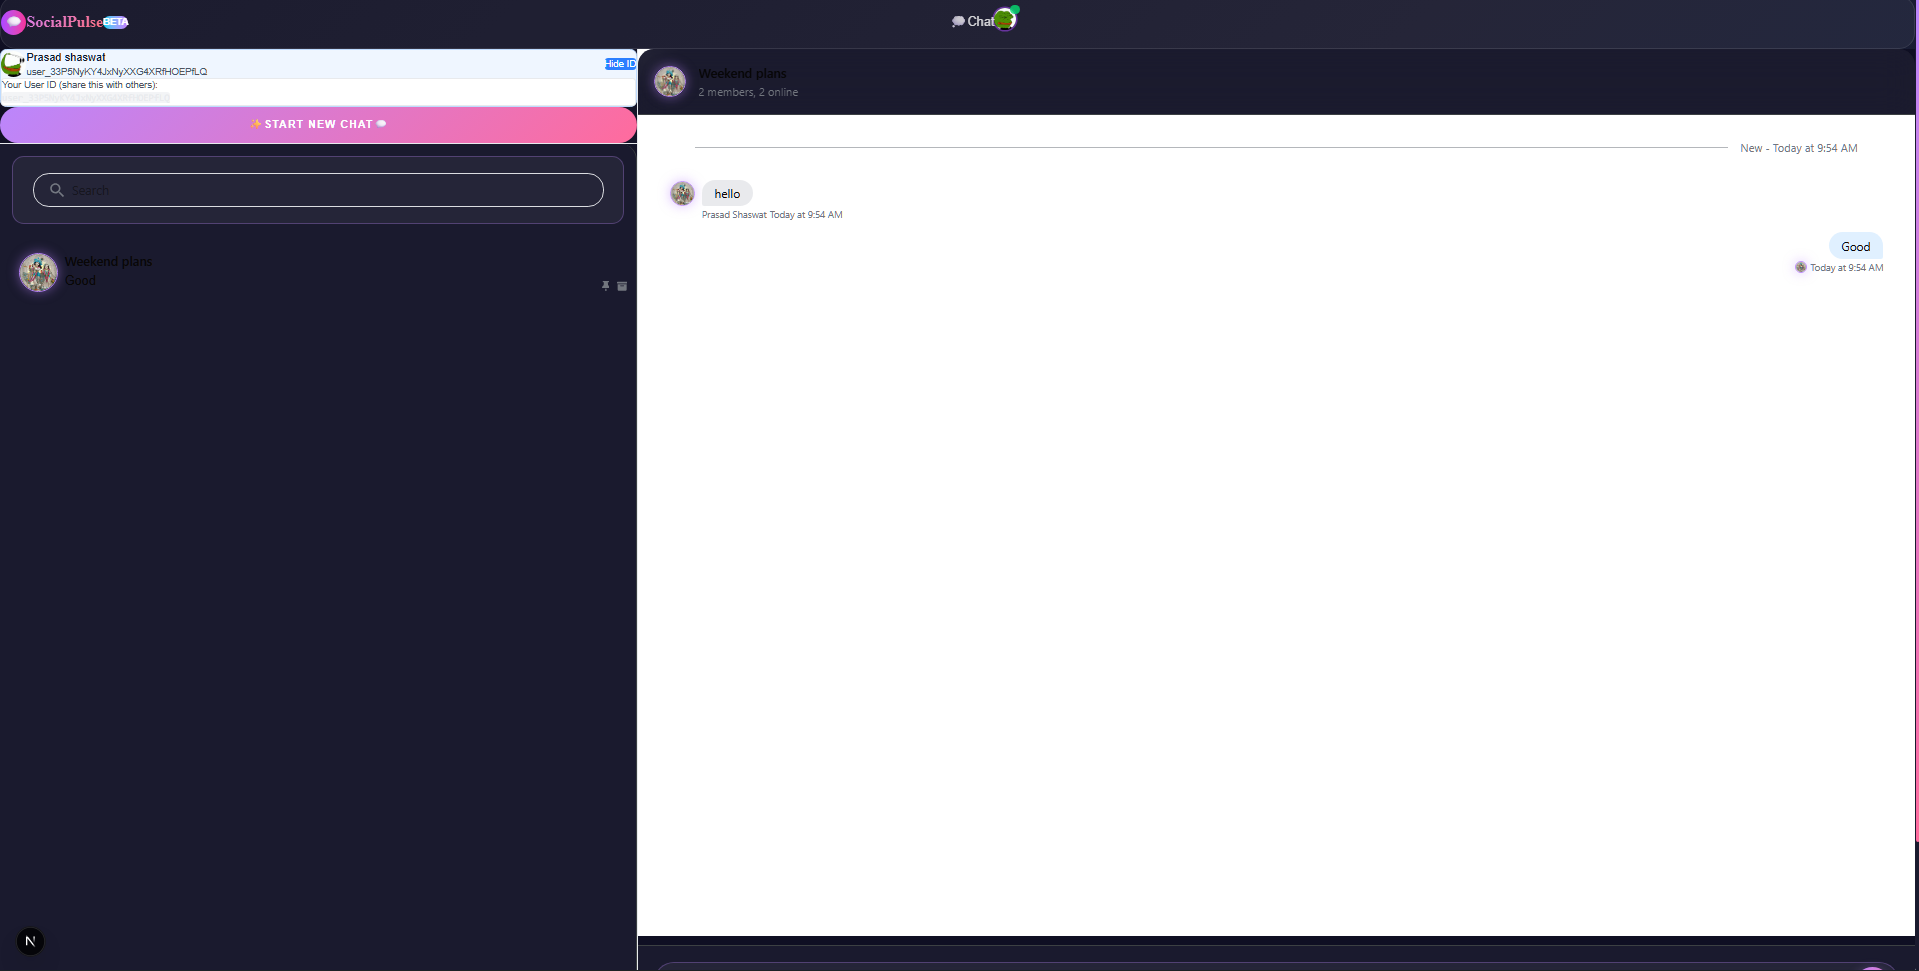 SocialPulse BETA
💭 Chat
Prasad shaswat
user_33P5NyKY4JxNyXXG4XRfHOEPfLQ
Hide ID
Your User ID (share this with others):
✨ START NEW CHAT 💬
Search
Weekend plans
Good
Weekend plans
2 members, 2 online
New - Today at 9:54 AM
hello
Prasad Shaswat Today at 9:54 AM
Good
Today at 9:54 AM
N